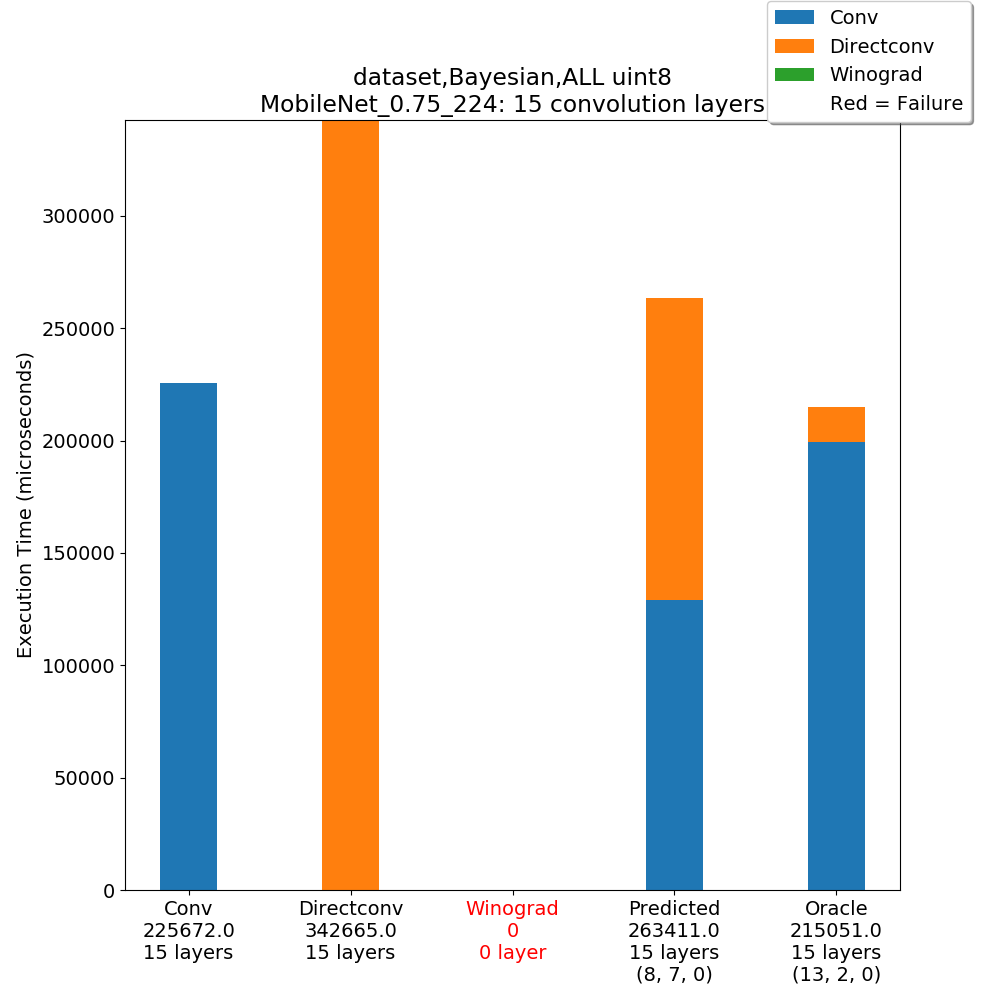 Conv
Directconv
Winograd
Red = Failure
dataset,Bayesian,ALL uint8
MobileNet_0.75_224: 15 convolution layers
Execution Time (microseconds)
300000
250000
200000
150000
100000
50000
0
Conv
225672.0
15 layers
Directconv
342665.0
15 layers
Winograd
0
0 layer
Predicted
263411.0
15 layers
(8, 7, 0)
Oracle
215051.0
15 layers
(13, 2, 0)